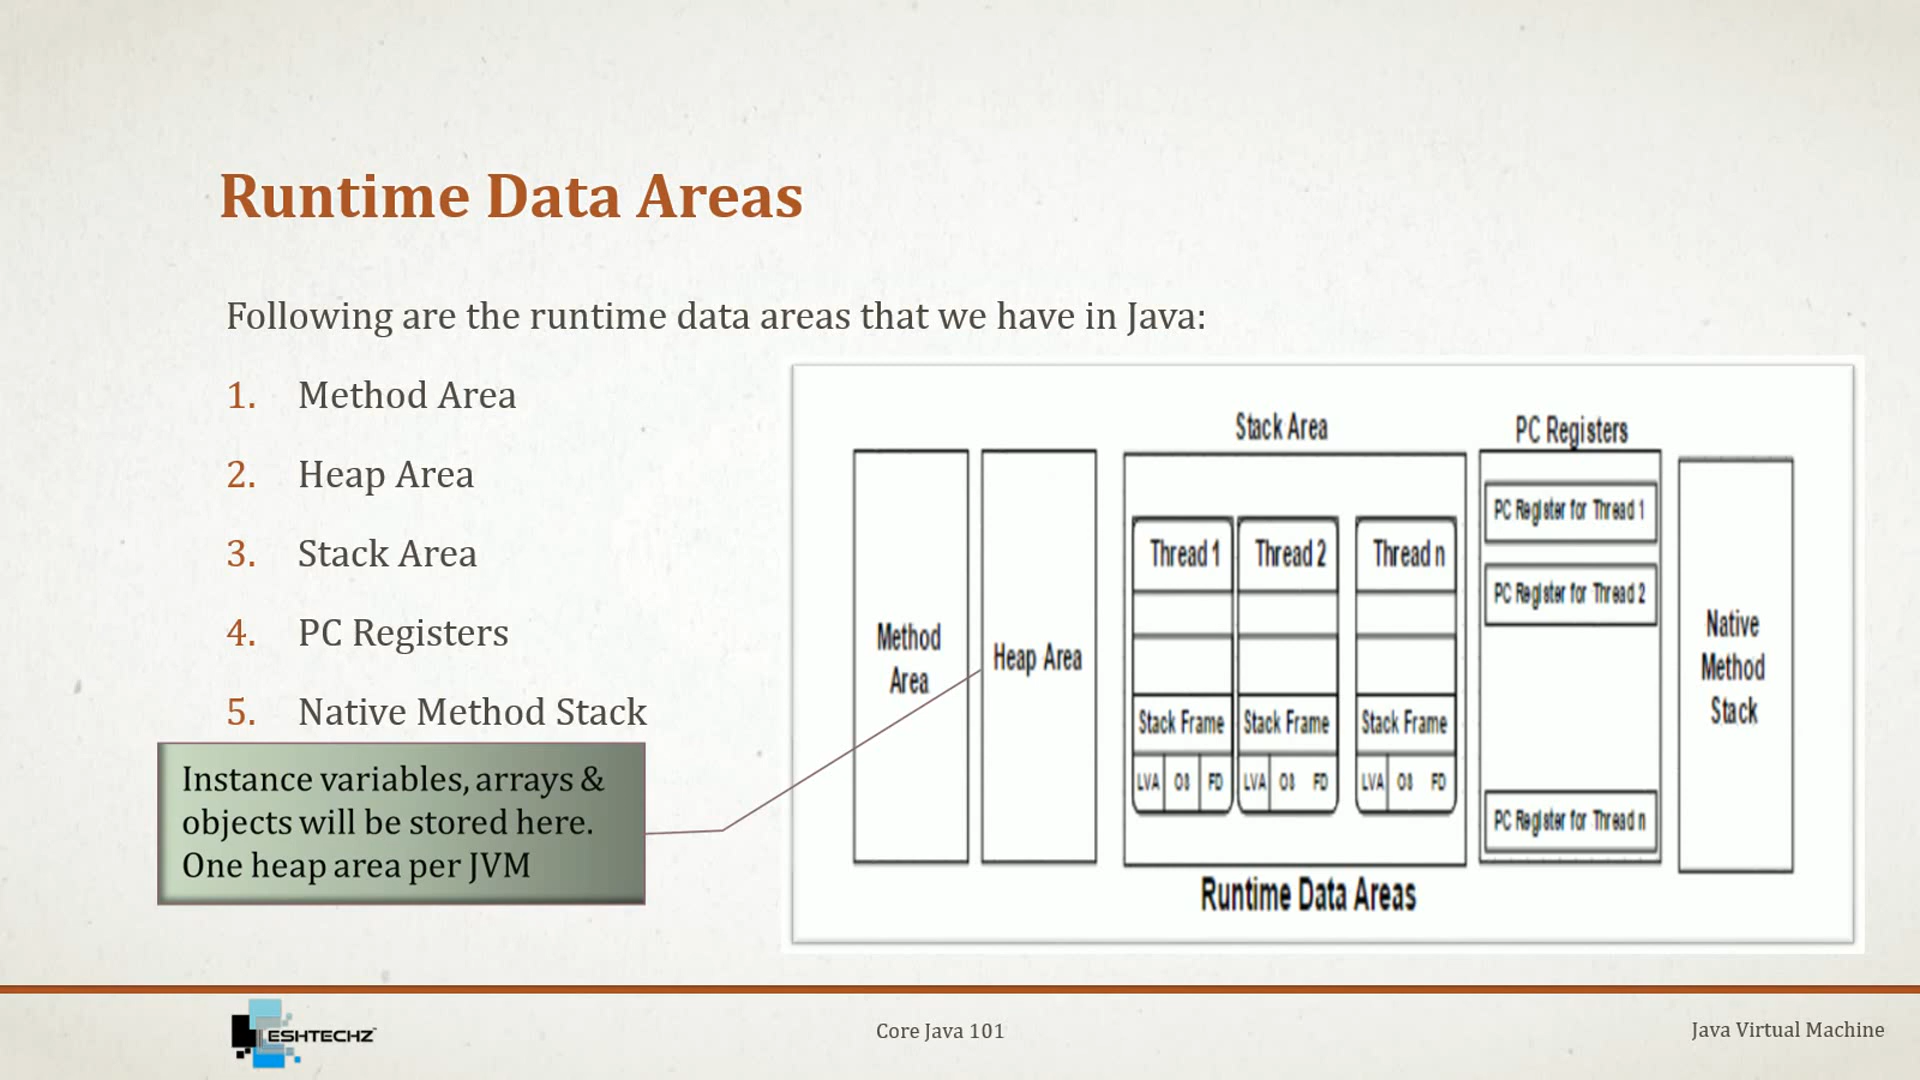 Runtime Data Areas
Following are the runtime data areas that we have in Java:
1. Method Area
2. Heap Area
3. Stack Area
4. PC Registers
5. Native Method Stack
Instance variables, arrays &
objects will be stored here.
One heap area per JVM
Method
Area
Heap Area
Stack Area
Thread 1
Thread 2
Thread n
Stack Frame
Stack Frame
Stack Frame
LVA OS FD
LVA OS FD
LVA OS FD
PC Registers
PC Register for Thread 1
PC Register for Thread 2
PC Register for Thread n
Native
Method
Stack
Runtime Data Areas
ESHTECHZ
Core Java 101
Java Virtual Machine